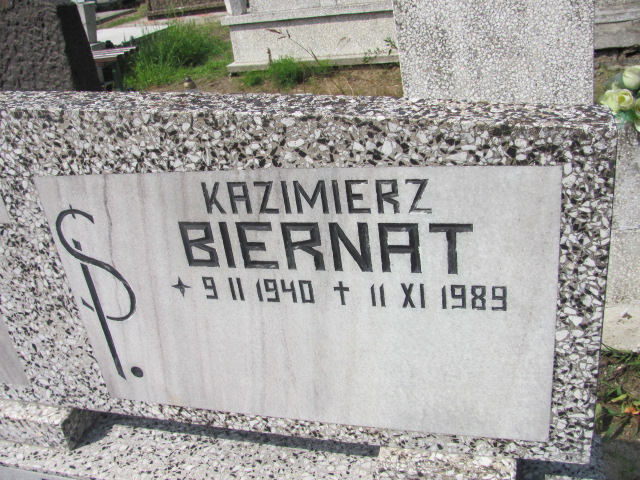 ŚP.
KAZIMIERZ
BIERNAT
✦ 9 II 1940 ✝ 11 XI 1989